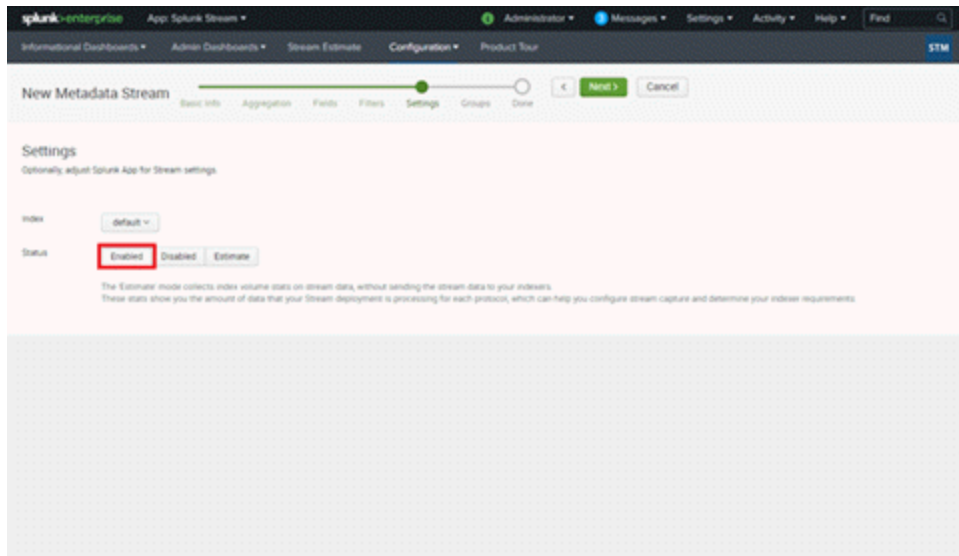 splunk>enterprise App: Splunk Stream Administrator 3 Messages Settings Activity Help Find
Informational Dashboards Admin Dashboards Stream Estimate Configuration Product Tour STM
New Metadata Stream Basic Info Aggregation Fields Filters Settings Groups Done < Next > Cancel
Settings
Optionally, adjust Splunk App for Stream settings.
Index default
Status Enabled Disabled Estimate
The 'Estimate' mode collects index volume stats on stream data, without sending the stream data to your indexers.
These stats show you the amount of data that your Stream deployment is processing for each protocol, which can help you configure stream capture and determine your indexer requirements.